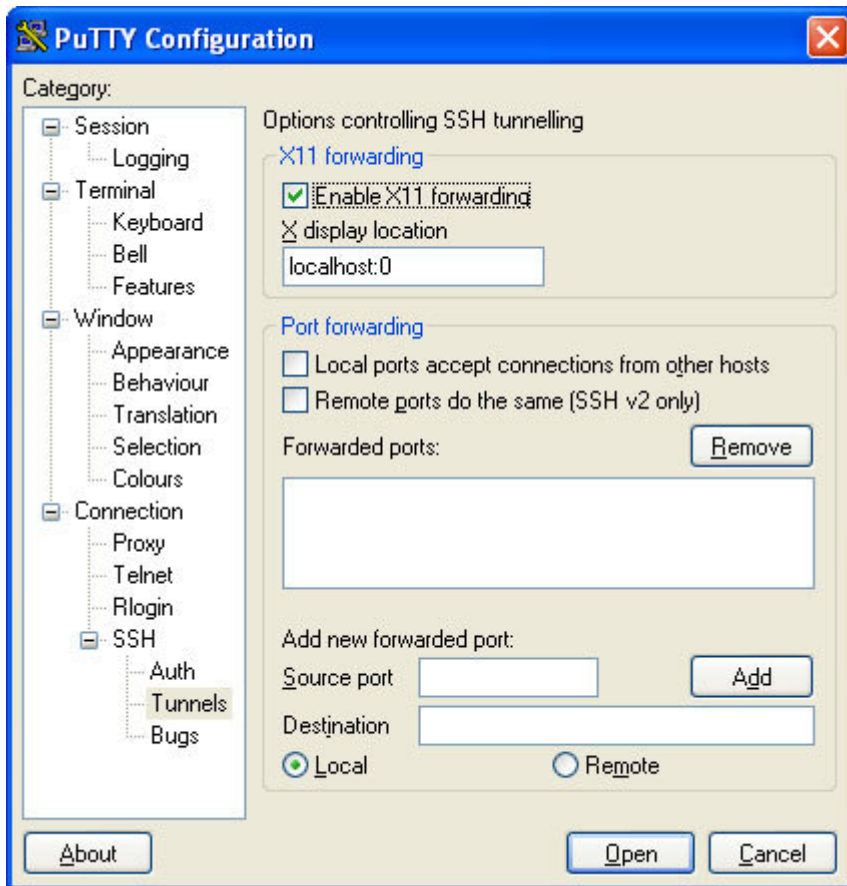 PuTTY Configuration
Category:
Session
Logging
Terminal
Keyboard
Bell
Features
Window
Appearance
Behaviour
Translation
Selection
Colours
Connection
Proxy
Telnet
Rlogin
SSH
Auth
Tunnels
Bugs
Options controlling SSH tunnelling
X11 forwarding
Enable X11 forwarding
X display location
localhost:0
Port forwarding
Local ports accept connections from other hosts
Remote ports do the same (SSH v2 only)
Forwarded ports:
Remove
Add new forwarded port:
Source port
Add
Destination
Local
Remote
About
Open
Cancel